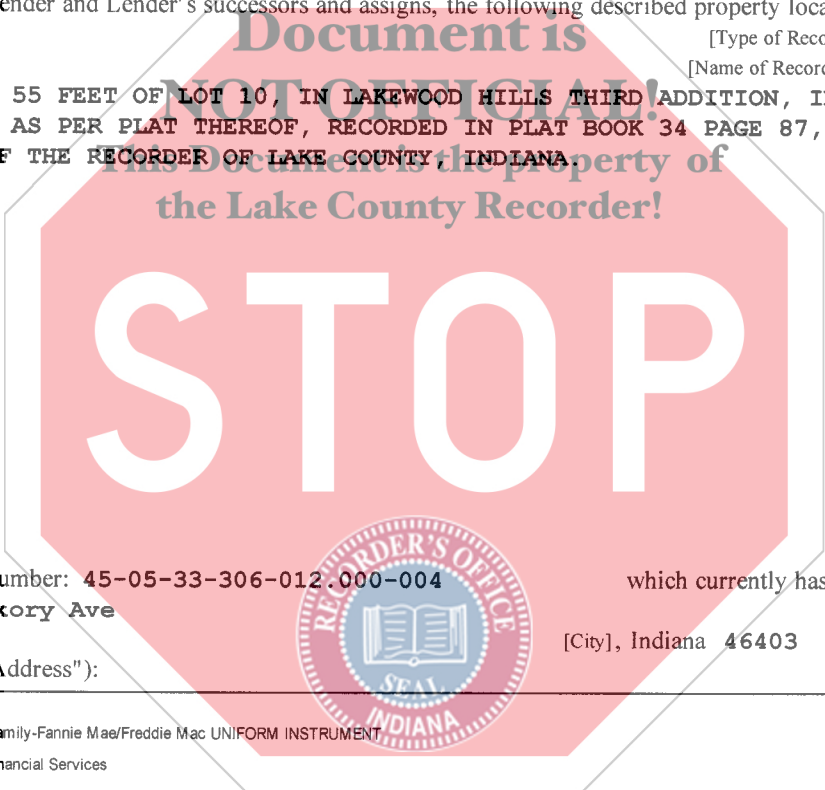 ender and Lender's successors and assigns, the following described property loca
Document is
[Type of Reco
NOT OFFICIAL!
[Name of Record
55 FEET OF LOT 10, IN LAKEWOOD HILLS THIRD ADDITION, I
AS PER PLAT THEREOF, RECORDED IN PLAT BOOK 34 PAGE 87,
F THE RECORDER OF LAKE COUNTY, INDIANA.
This Document is the property of
the Lake County Recorder!
STOP
RECORDER'S OFFICE
SEAL
INDIANA
umber: 45-05-33-306-012.000-004 which currently has
kory Ave
[City], Indiana 46403
Address"):
amily-Fannie Mae/Freddie Mac UNIFORM INSTRUMENT
nancial Services